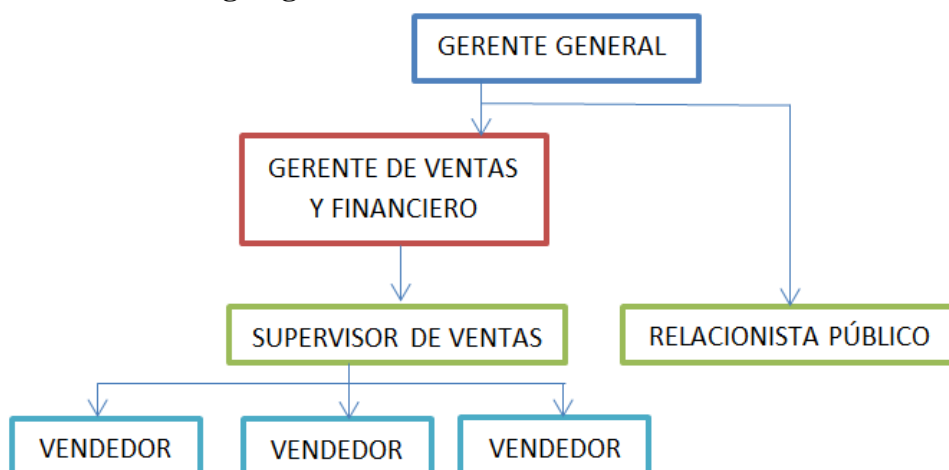 GERENTE GENERAL
GERENTE DE VENTAS
Y FINANCIERO
SUPERVISOR DE VENTAS
RELACIONISTA PÚBLICO
VENDEDOR
VENDEDOR
VENDEDOR